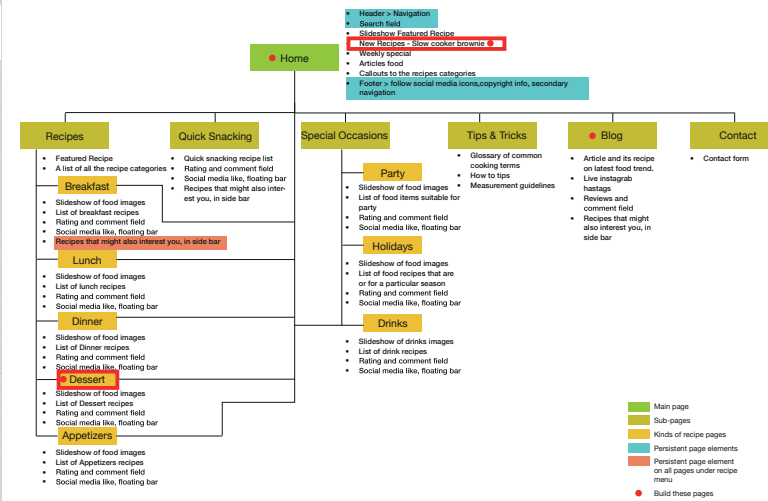 Header > Navigation
Search field
Slideshow Featured Recipe
New Recipes - Slow cooker brownie
Weekly special
Articles food
Callouts to the recipes categories
Footer > follow social media icons,copyright info, secondary
navigation
Home
Recipes
Featured Recipe
A list of all the recipe categories
Breakfast
Slideshow of food images
List of breakfast recipes
Rating and comment field
Social media like, floating bar
Recipes that might also interest you, in side bar
Lunch
Slideshow of food images
List of lunch recipes
Rating and comment field
Social media like, floating bar
Dinner
Slideshow of food images
List of Dinner recipes
Rating and comment field
Social media like, floating bar
Dessert
Slideshow of food images
List of Dessert recipes
Rating and comment field
Social media like, floating bar
Appetizers
Slideshow of food images
List of Appetizers recipes
Rating and comment field
Social media like, floating bar
Quick Snacking
Quick snacking recipe list
Rating and comment field
Social media like, floating bar
Recipes that might also inter-
est you, in side bar
Special Occasions
Party
Slideshow of food images
List of food items suitable for
party
Rating and comment field
Social media like, floating bar
Holidays
Slideshow of food images
List of food recipes that are
or for a particular season
Rating and comment field
Social media like, floating bar
Drinks
Slideshow of drinks images
List of drink recipes
Rating and comment field
Social media like, floating bar
Tips & Tricks
Glossary of common
cooking terms
How to tips
Measurement guidelines
Blog
Article and its recipe
on latest food trend.
Live instagrab
hastags
Reviews and
comment field
Recipes that might
also interest you, in
side bar
Contact
Contact form
Main page
Sub-pages
Kinds of recipe pages
Persistent page elements
Persistent page element
on all pages under recipe
menu
Build these pages